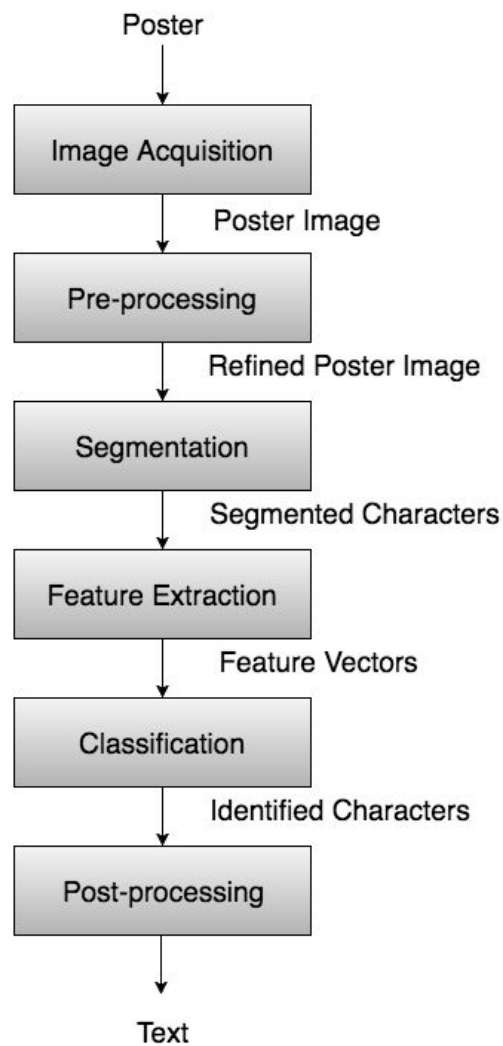 Poster
Image Acquisition
Poster Image
Pre-processing
Refined Poster Image
Segmentation
Segmented Characters
Feature Extraction
Feature Vectors
Classification
Identified Characters
Post-processing
Text